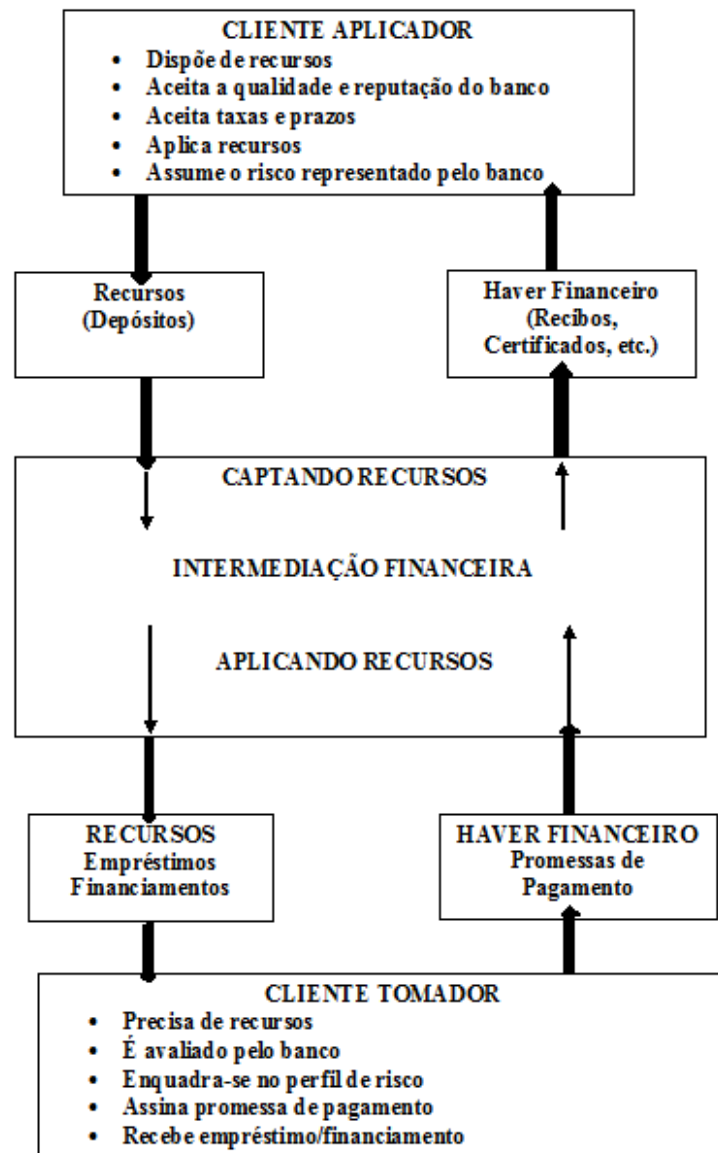 CLIENTE APLICADOR
• Dispõe de recursos
• Aceita a qualidade e reputação do banco
• Aceita taxas e prazos
• Aplica recursos
• Assume o risco representado pelo banco
Recursos
(Depósitos)
Haver Financeiro
(Recibos,
Certificados, etc.)
CAPTANDO RECURSOS
INTERMEDIAÇÃO FINANCEIRA
APLICANDO RECURSOS
RECURSOS
Empréstimos
Financiamentos
HAVER FINANCEIRO
Promessas de
Pagamento
CLIENTE TOMADOR
• Precisa de recursos
• É avaliado pelo banco
• Enquadra-se no perfil de risco
• Assina promessa de pagamento
• Recebe empréstimo/financiamento